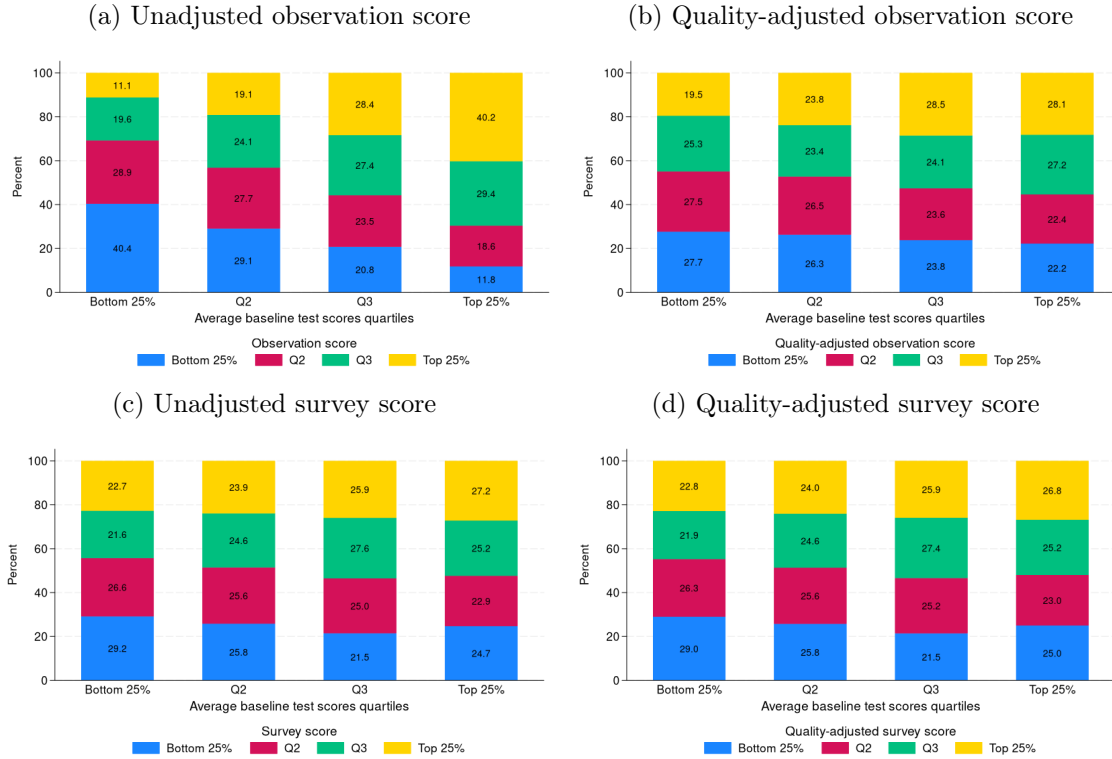 (a) Unadjusted observation score
100
80
60
40
20
0
Percent
11.1 19.1 28.4 40.2
19.6 24.1 27.4 29.4
28.9 27.7 23.5 18.6
40.4 29.1 20.8 11.8
Bottom 25% Q2 Q3 Top 25%
Average baseline test scores quartiles
Observation score
Bottom 25% Q2 Q3 Top 25%
(b) Quality-adjusted observation score
100
80
60
40
20
0
Percent
19.5 23.8 28.5 28.1
25.3 23.4 24.1 27.2
27.5 26.5 23.6 22.4
27.7 26.3 23.8 22.2
Bottom 25% Q2 Q3 Top 25%
Average baseline test scores quartiles
Quality-adjusted observation score
Bottom 25% Q2 Q3 Top 25%
(c) Unadjusted survey score
100
80
60
40
20
0
Percent
22.7 23.9 25.9 27.2
21.6 24.6 27.6 25.2
26.6 25.6 25.0 22.9
29.2 25.8 21.5 24.7
Bottom 25% Q2 Q3 Top 25%
Average baseline test scores quartiles
Survey score
Bottom 25% Q2 Q3 Top 25%
(d) Quality-adjusted survey score
100
80
60
40
20
0
Percent
22.8 24.0 25.9 26.8
21.9 24.6 27.4 25.2
26.3 25.6 25.2 23.0
29.0 25.8 21.5 25.0
Bottom 25% Q2 Q3 Top 25%
Average baseline test scores quartiles
Quality-adjusted survey score
Bottom 25% Q2 Q3 Top 25%